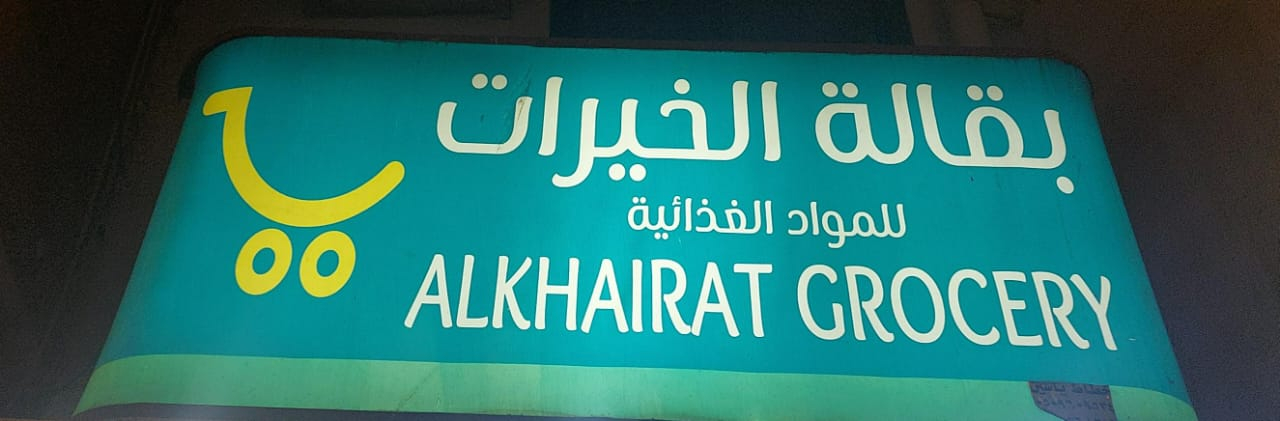 بقالة الخيرات
للمواد الغذائية
ALKHAIRAT GROCERY